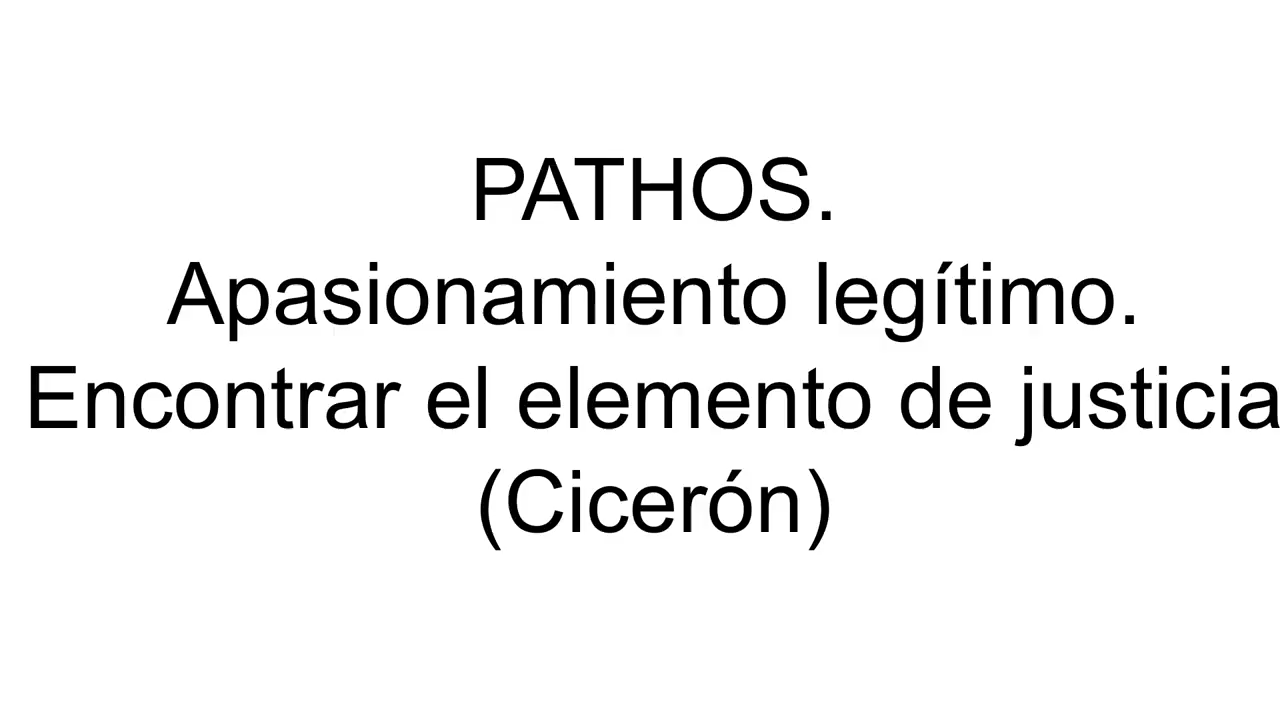 PATHOS.
Apasionamiento legítimo.
Encontrar el elemento de justicia
(Cicerón)